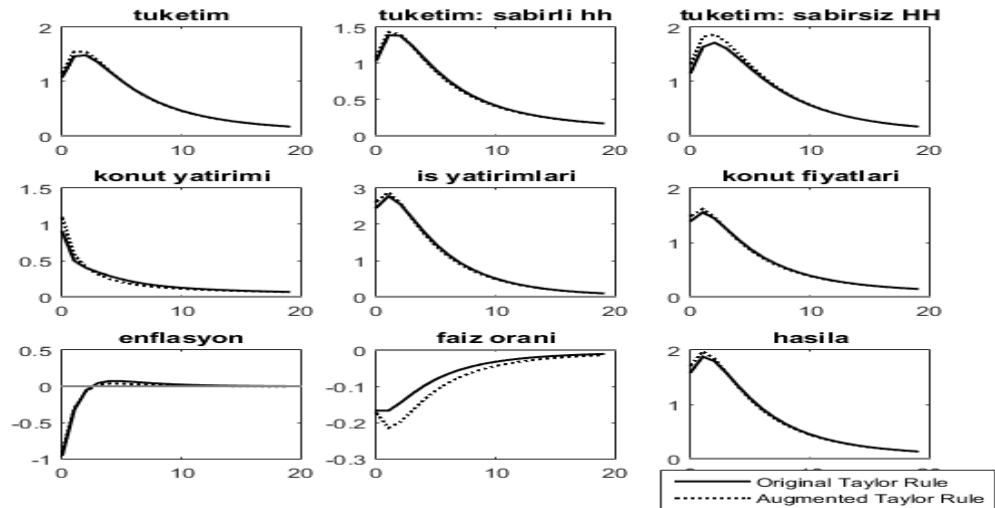 tuketim
tuketim: sabirli hh
tuketim: sabirsiz HH
2
1
0
0 10 20
1.5
1
0.5
0
0 10 20
2
1
0
0 10 20
konut yatirimi
is yatirimlari
konut fiyatlari
1.5
1
0.5
0
0 10 20
3
2
1
0
0 10 20
2
1
0
0 10 20
enflasyon
faiz orani
hasila
0.5
0
-0.5
-1
0 10 20
0
-0.1
-0.2
-0.3
0 10 20
2
1
0
0 10 20
Original Taylor Rule
Augmented Taylor Rule